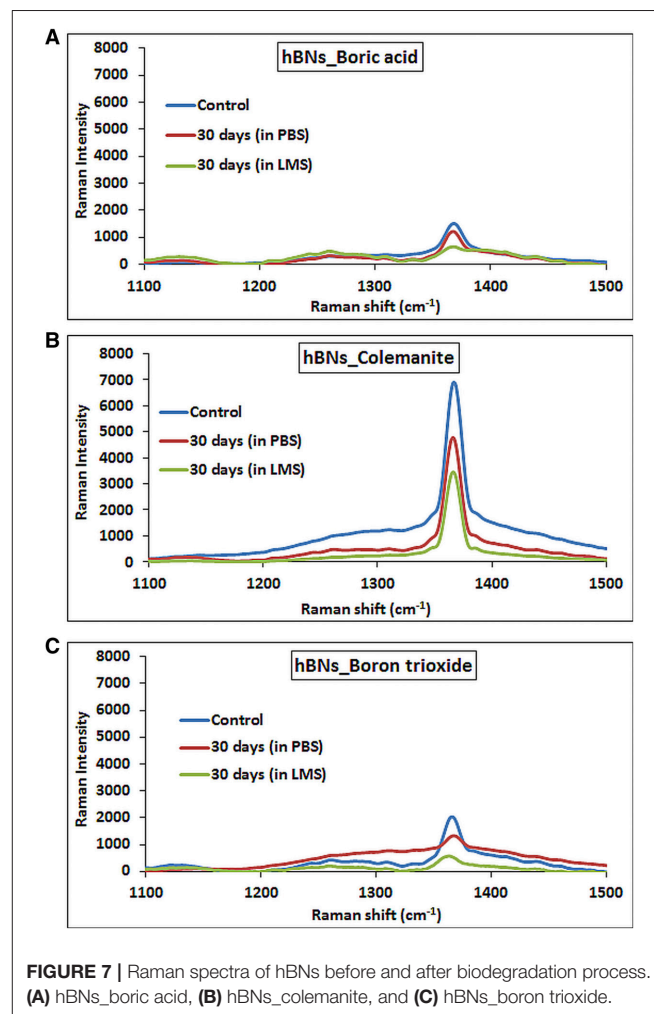 A
hBNs_Boric acid
8000
7000
6000
5000
4000
3000
2000
1000
0
Raman Intensity
Control
30 days (in PBS)
30 days (in LMS)
1100 1200 1300 1400 1500
Raman shift (cm⁻¹)
B
hBNs_Colemanite
8000
7000
6000
5000
4000
3000
2000
1000
0
Raman Intensity
Control
30 days (in PBS)
30 days (in LMS)
1100 1200 1300 1400 1500
Raman shift (cm⁻¹)
C
hBNs_Boron trioxide
8000
7000
6000
5000
4000
3000
2000
1000
0
Raman Intensity
Control
30 days (in PBS)
30 days (in LMS)
1100 1200 1300 1400 1500
Raman shift (cm⁻¹)
FIGURE 7 | Raman spectra of hBNs before and after biodegradation process.
(A) hBNs_boric acid, (B) hBNs_colemanite, and (C) hBNs_boron trioxide.